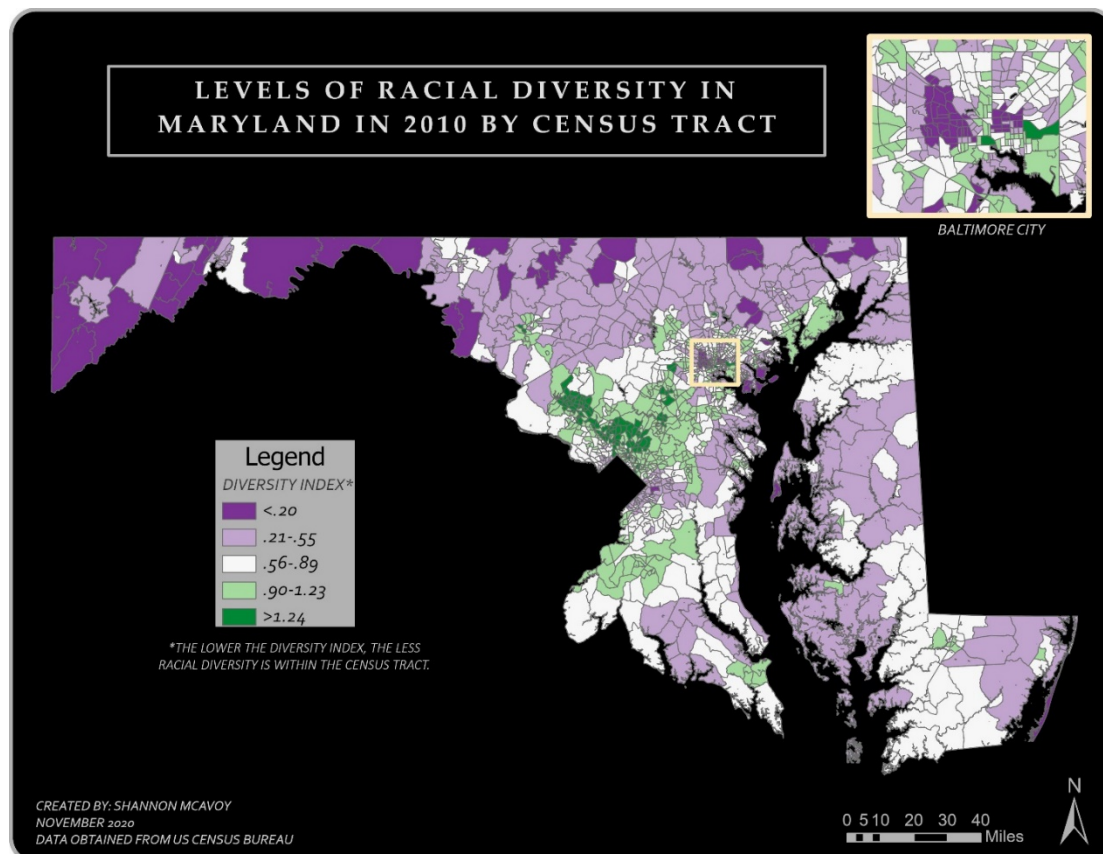 LEVELS OF RACIAL DIVERSITY IN
MARYLAND IN 2010 BY CENSUS TRACT
BALTIMORE CITY
Legend
DIVERSITY INDEX*
<.20
.21-.55
.56-.89
.90-1.23
>1.24
*THE LOWER THE DIVERSITY INDEX, THE LESS
RACIAL DIVERSITY IS WITHIN THE CENSUS TRACT.
CREATED BY: SHANNON MCAVOY
NOVEMBER 2020
DATA OBTAINED FROM US CENSUS BUREAU
N
0 5 10 20 30 40
Miles